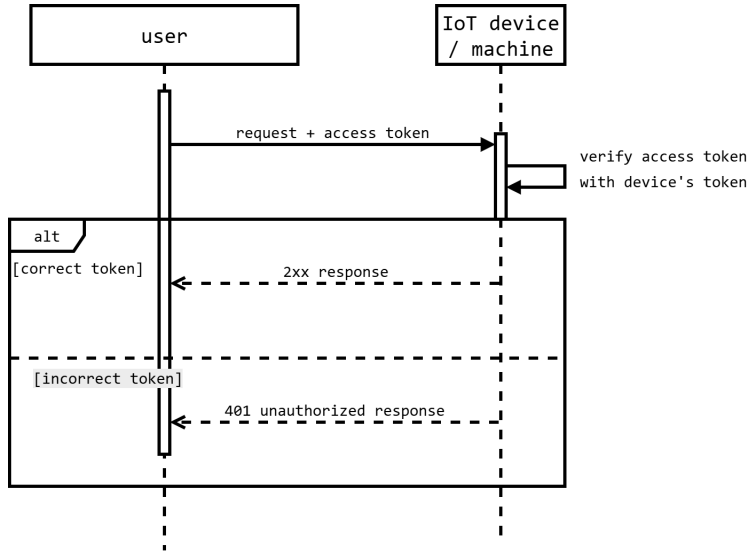 user
IoT device
/ machine
request + access token
verify access token
with device's token
alt
[correct token]
2xx response
[incorrect token]
401 unauthorized response